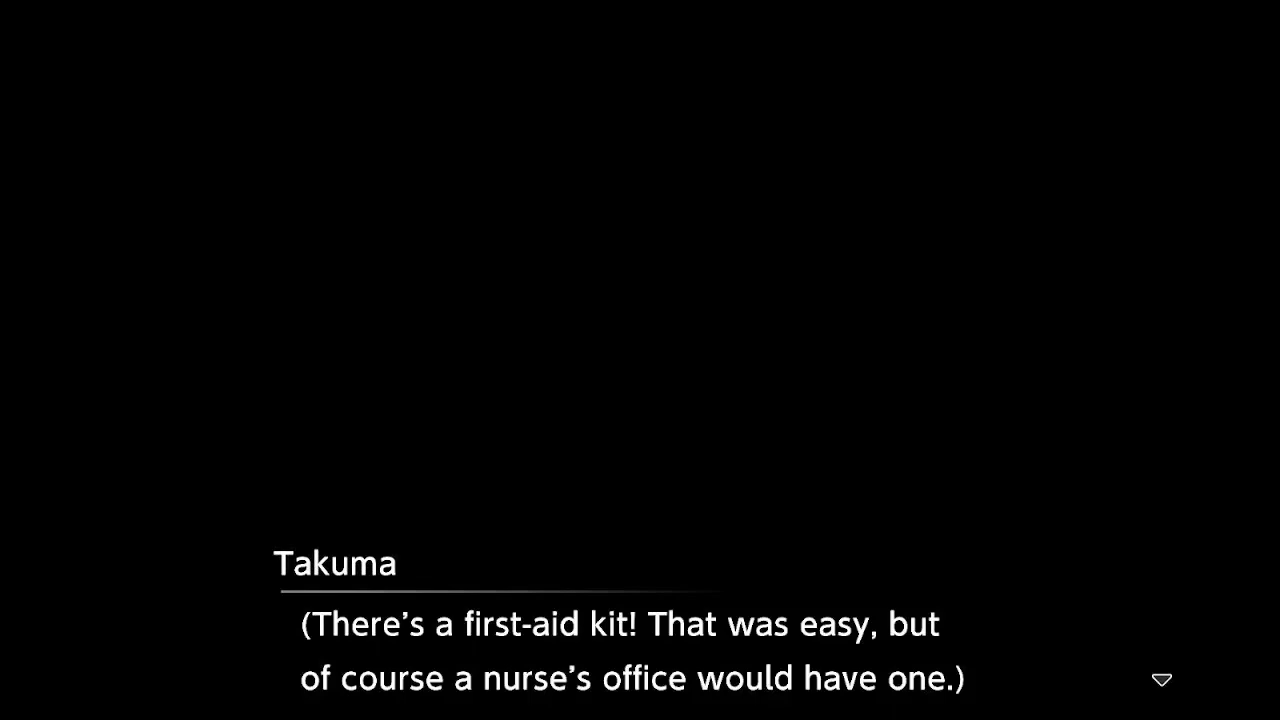 Takuma
(There’s a first-aid kit! That was easy, but
of course a nurse’s office would have one.)